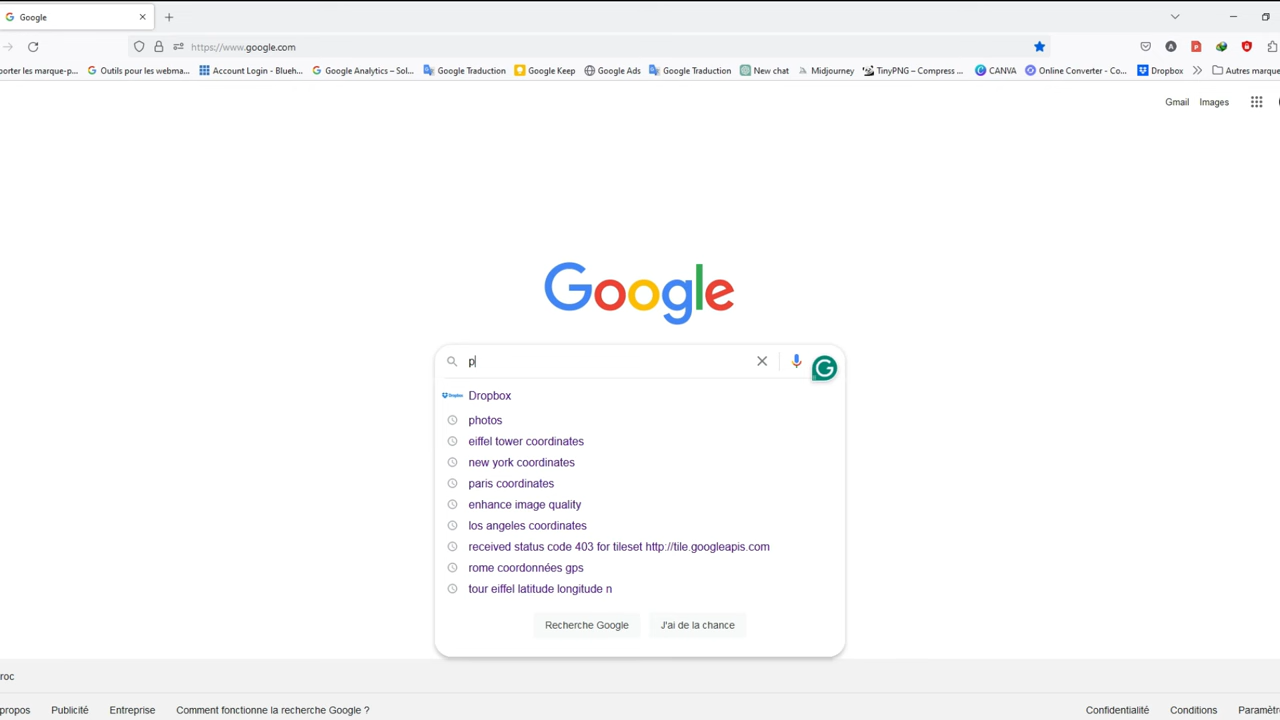 Google
https://www.google.com
porter les marque-p... Outils pour les webma... Account Login - Blueh... Google Analytics – Sol... Google Traduction Google Keep Google Ads Google Traduction New chat Midjourney TinyPNG – Compress ... CANVA Online Converter - Co... Dropbox Autres marque
Gmail Images
Google
p
Dropbox
photos
eiffel tower coordinates
new york coordinates
paris coordinates
enhance image quality
los angeles coordinates
received status code 403 for tileset http://tile.googleapis.com
rome coordonnées gps
tour eiffel latitude longitude n
Recherche Google J'ai de la chance
roc
propos Publicité Entreprise Comment fonctionne la recherche Google ? Confidentialité Conditions Paramètr